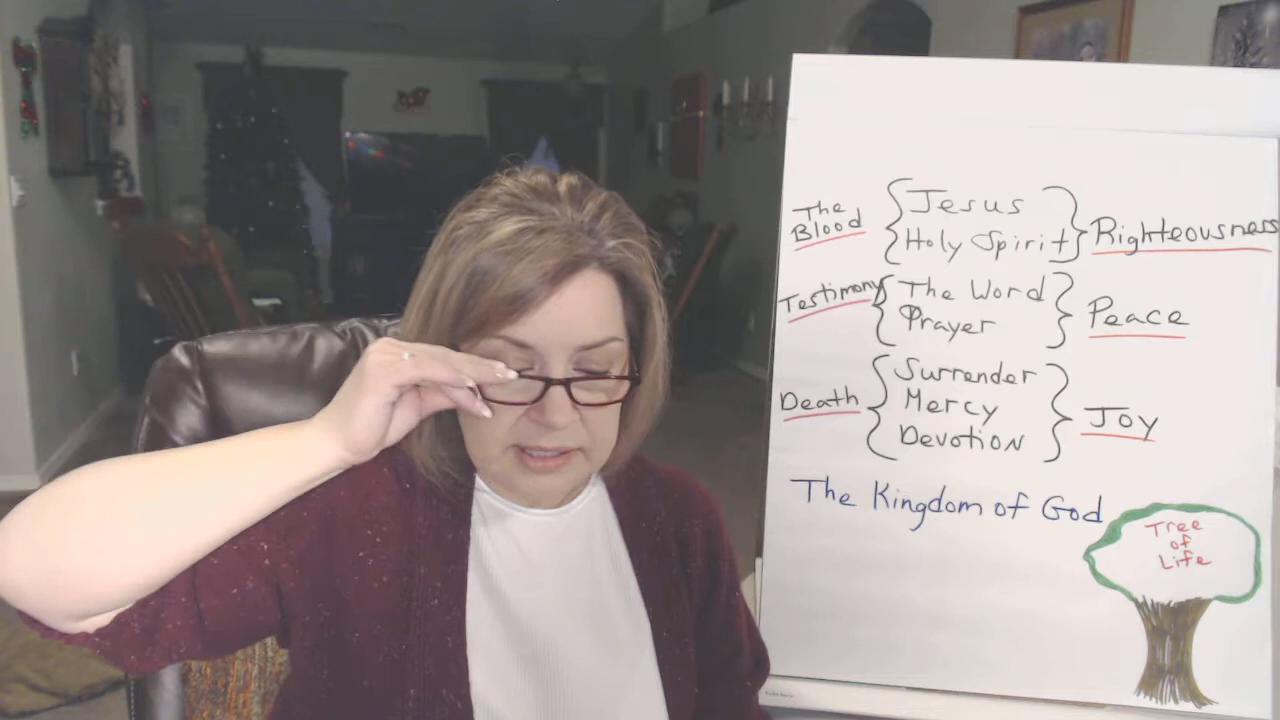 The
Blood
Jesus
Holy Spirit
Righteousness
Testimony
The Word
Prayer
Peace
Death
Surrender
Mercy
Devotion
Joy
The Kingdom of God
Tree
of
Life